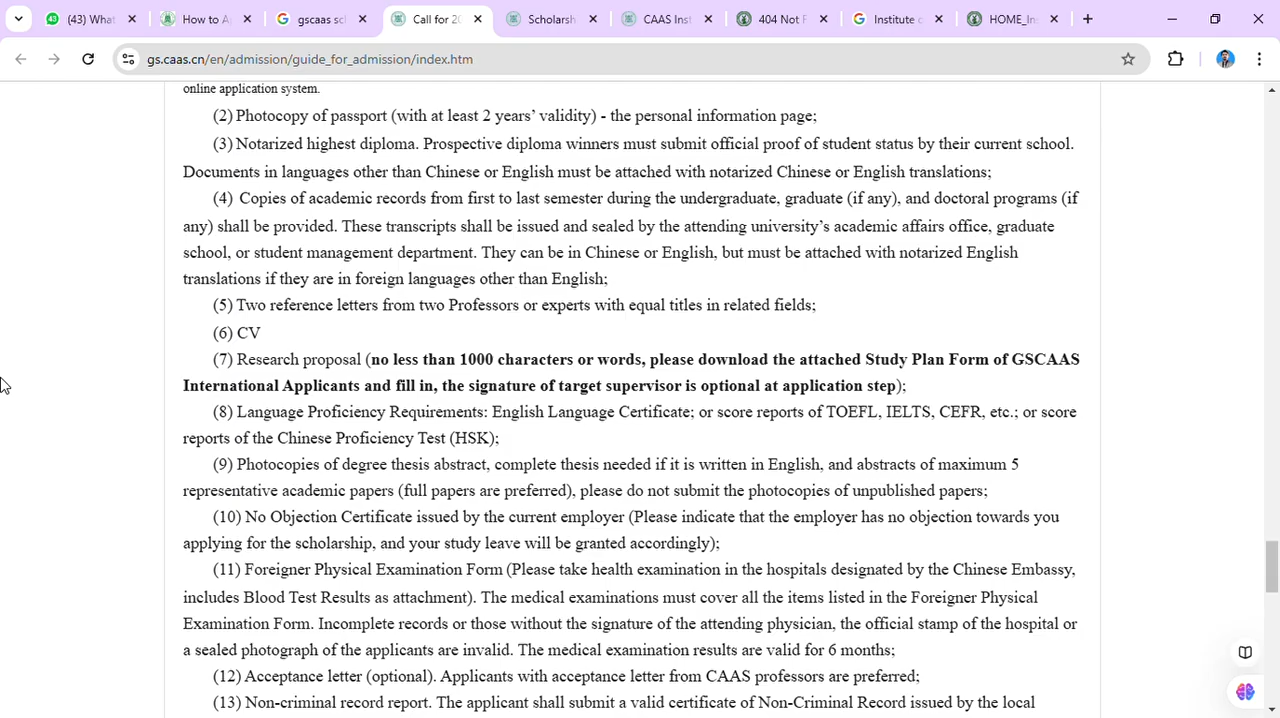 (43) What
How to A
gscaas sc
Call for 20
Scholarsh
CAAS Inst
404 Not F
Institute o
HOME_Ins
gs.caas.cn/en/admission/guide_for_admission/index.htm
online application system.
(2) Photocopy of passport (with at least 2 years’ validity) - the personal information page;
(3) Notarized highest diploma. Prospective diploma winners must submit official proof of student status by their current school.
Documents in languages other than Chinese or English must be attached with notarized Chinese or English translations;
(4) Copies of academic records from first to last semester during the undergraduate, graduate (if any), and doctoral programs (if
any) shall be provided. These transcripts shall be issued and sealed by the attending university’s academic affairs office, graduate
school, or student management department. They can be in Chinese or English, but must be attached with notarized English
translations if they are in foreign languages other than English;
(5) Two reference letters from two Professors or experts with equal titles in related fields;
(6) CV
(7) Research proposal (no less than 1000 characters or words, please download the attached Study Plan Form of GSCAAS
International Applicants and fill in, the signature of target supervisor is optional at application step);
(8) Language Proficiency Requirements: English Language Certificate; or score reports of TOEFL, IELTS, CEFR, etc.; or score
reports of the Chinese Proficiency Test (HSK);
(9) Photocopies of degree thesis abstract, complete thesis needed if it is written in English, and abstracts of maximum 5
representative academic papers (full papers are preferred), please do not submit the photocopies of unpublished papers;
(10) No Objection Certificate issued by the current employer (Please indicate that the employer has no objection towards you
applying for the scholarship, and your study leave will be granted accordingly);
(11) Foreigner Physical Examination Form (Please take health examination in the hospitals designated by the Chinese Embassy,
includes Blood Test Results as attachment). The medical examinations must cover all the items listed in the Foreigner Physical
Examination Form. Incomplete records or those without the signature of the attending physician, the official stamp of the hospital or
a sealed photograph of the applicants are invalid. The medical examination results are valid for 6 months;
(12) Acceptance letter (optional). Applicants with acceptance letter from CAAS professors are preferred;
(13) Non-criminal record report. The applicant shall submit a valid certificate of Non-Criminal Record issued by the local